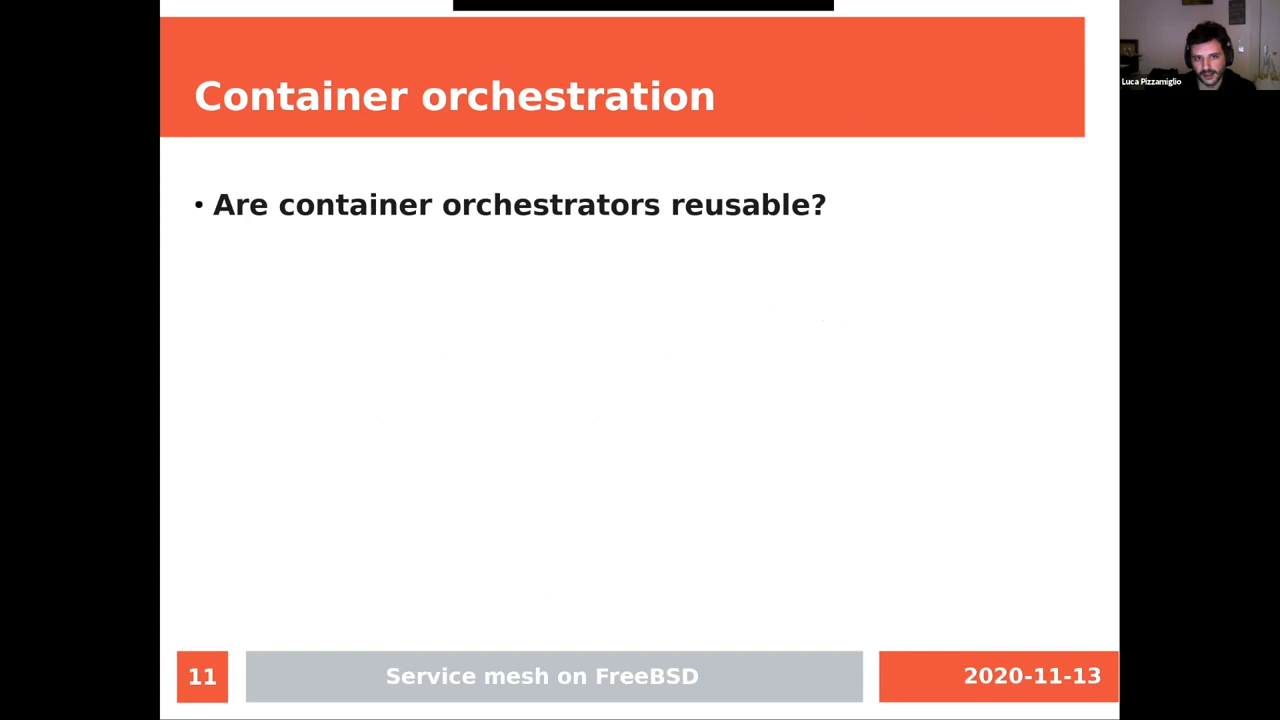 Container orchestration
Luca Pizzamiglio
• Are container orchestrators reusable?
11
Service mesh on FreeBSD
2020-11-13